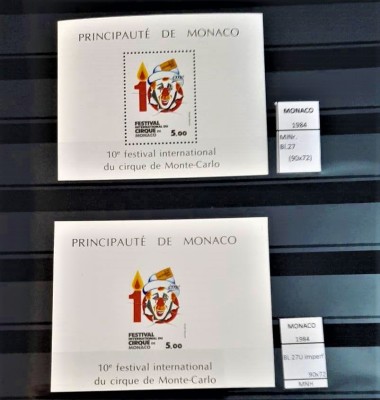 PRINCIPAUTÉ DE MONACO
10
FESTIVAL
INTERNATIONAL DU
CIRQUE DE
MONACO
5,00
10e festival international
du cirque de Monte-Carlo
MONACO
1984
MiNr.
Bl.27
(90x72)
PRINCIPAUTÉ DE MONACO
10
FESTIVAL
INTERNATIONAL DU
CIRQUE DE
MONACO
5,00
10e festival international
du cirque de Monte-Carlo
MONACO
1984
BL 27U imperf
90x72
MNH